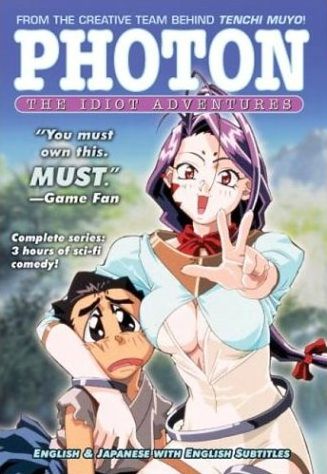 FROM THE CREATIVE TEAM BEHIND TENCHI MUYO!
PHOTON
THE IDIOT ADVENTURES
"You must
own this.
MUST."
—Game Fan
Complete series:
3 hours of sci-fi
comedy!
ENGLISH & JAPANESE WITH ENGLISH SUBTITLES